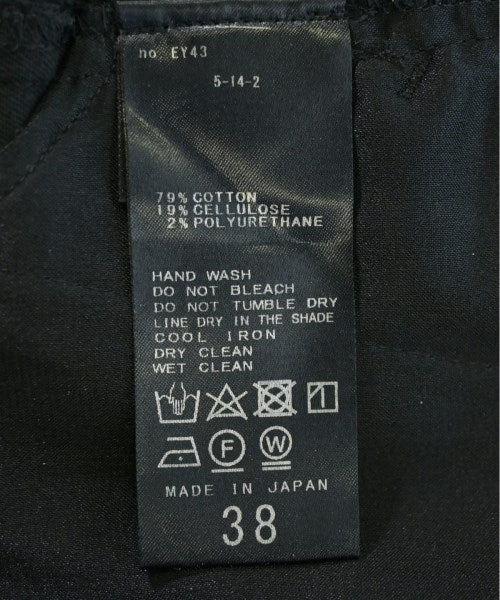 no. EY43
5-14-2
79% COTTON
19% CELLULOSE
2% POLYURETHANE
HAND WASH
DO NOT BLEACH
DO NOT TUMBLE DRY
LINE DRY IN THE SHADE
COOL IRON
DRY CLEAN
WET CLEAN
F W
MADE IN JAPAN
38